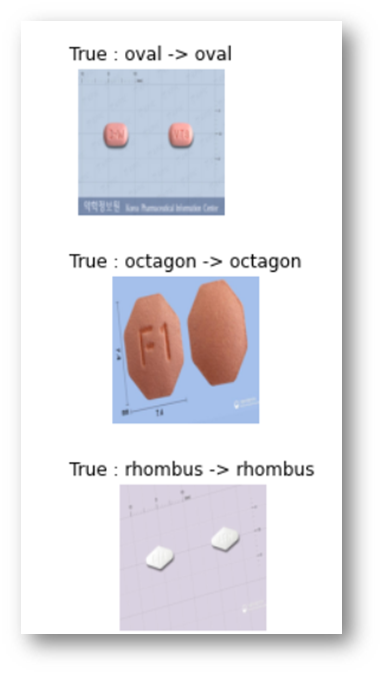 True : oval -> oval
약학정보원 Korea Pharmaceutical Information Center
True : octagon -> octagon
F1
True : rhombus -> rhombus